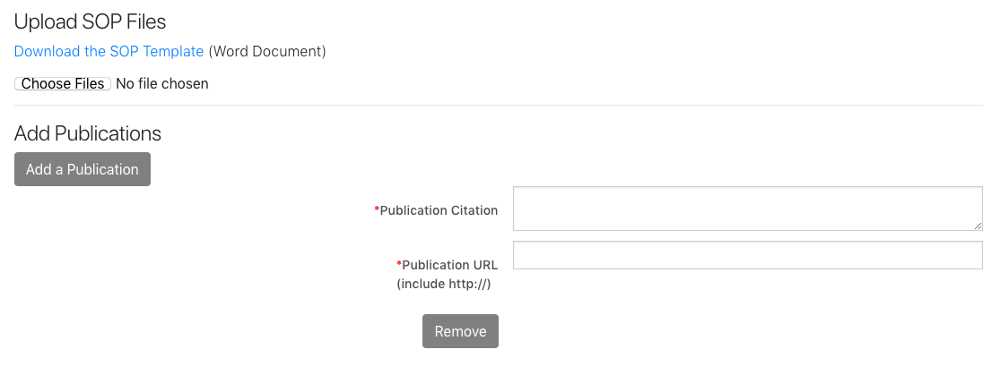 Upload SOP Files
Download the SOP Template (Word Document)
Choose Files No file chosen
Add Publications
Add a Publication
*Publication Citation
*Publication URL
(include http://)
Remove